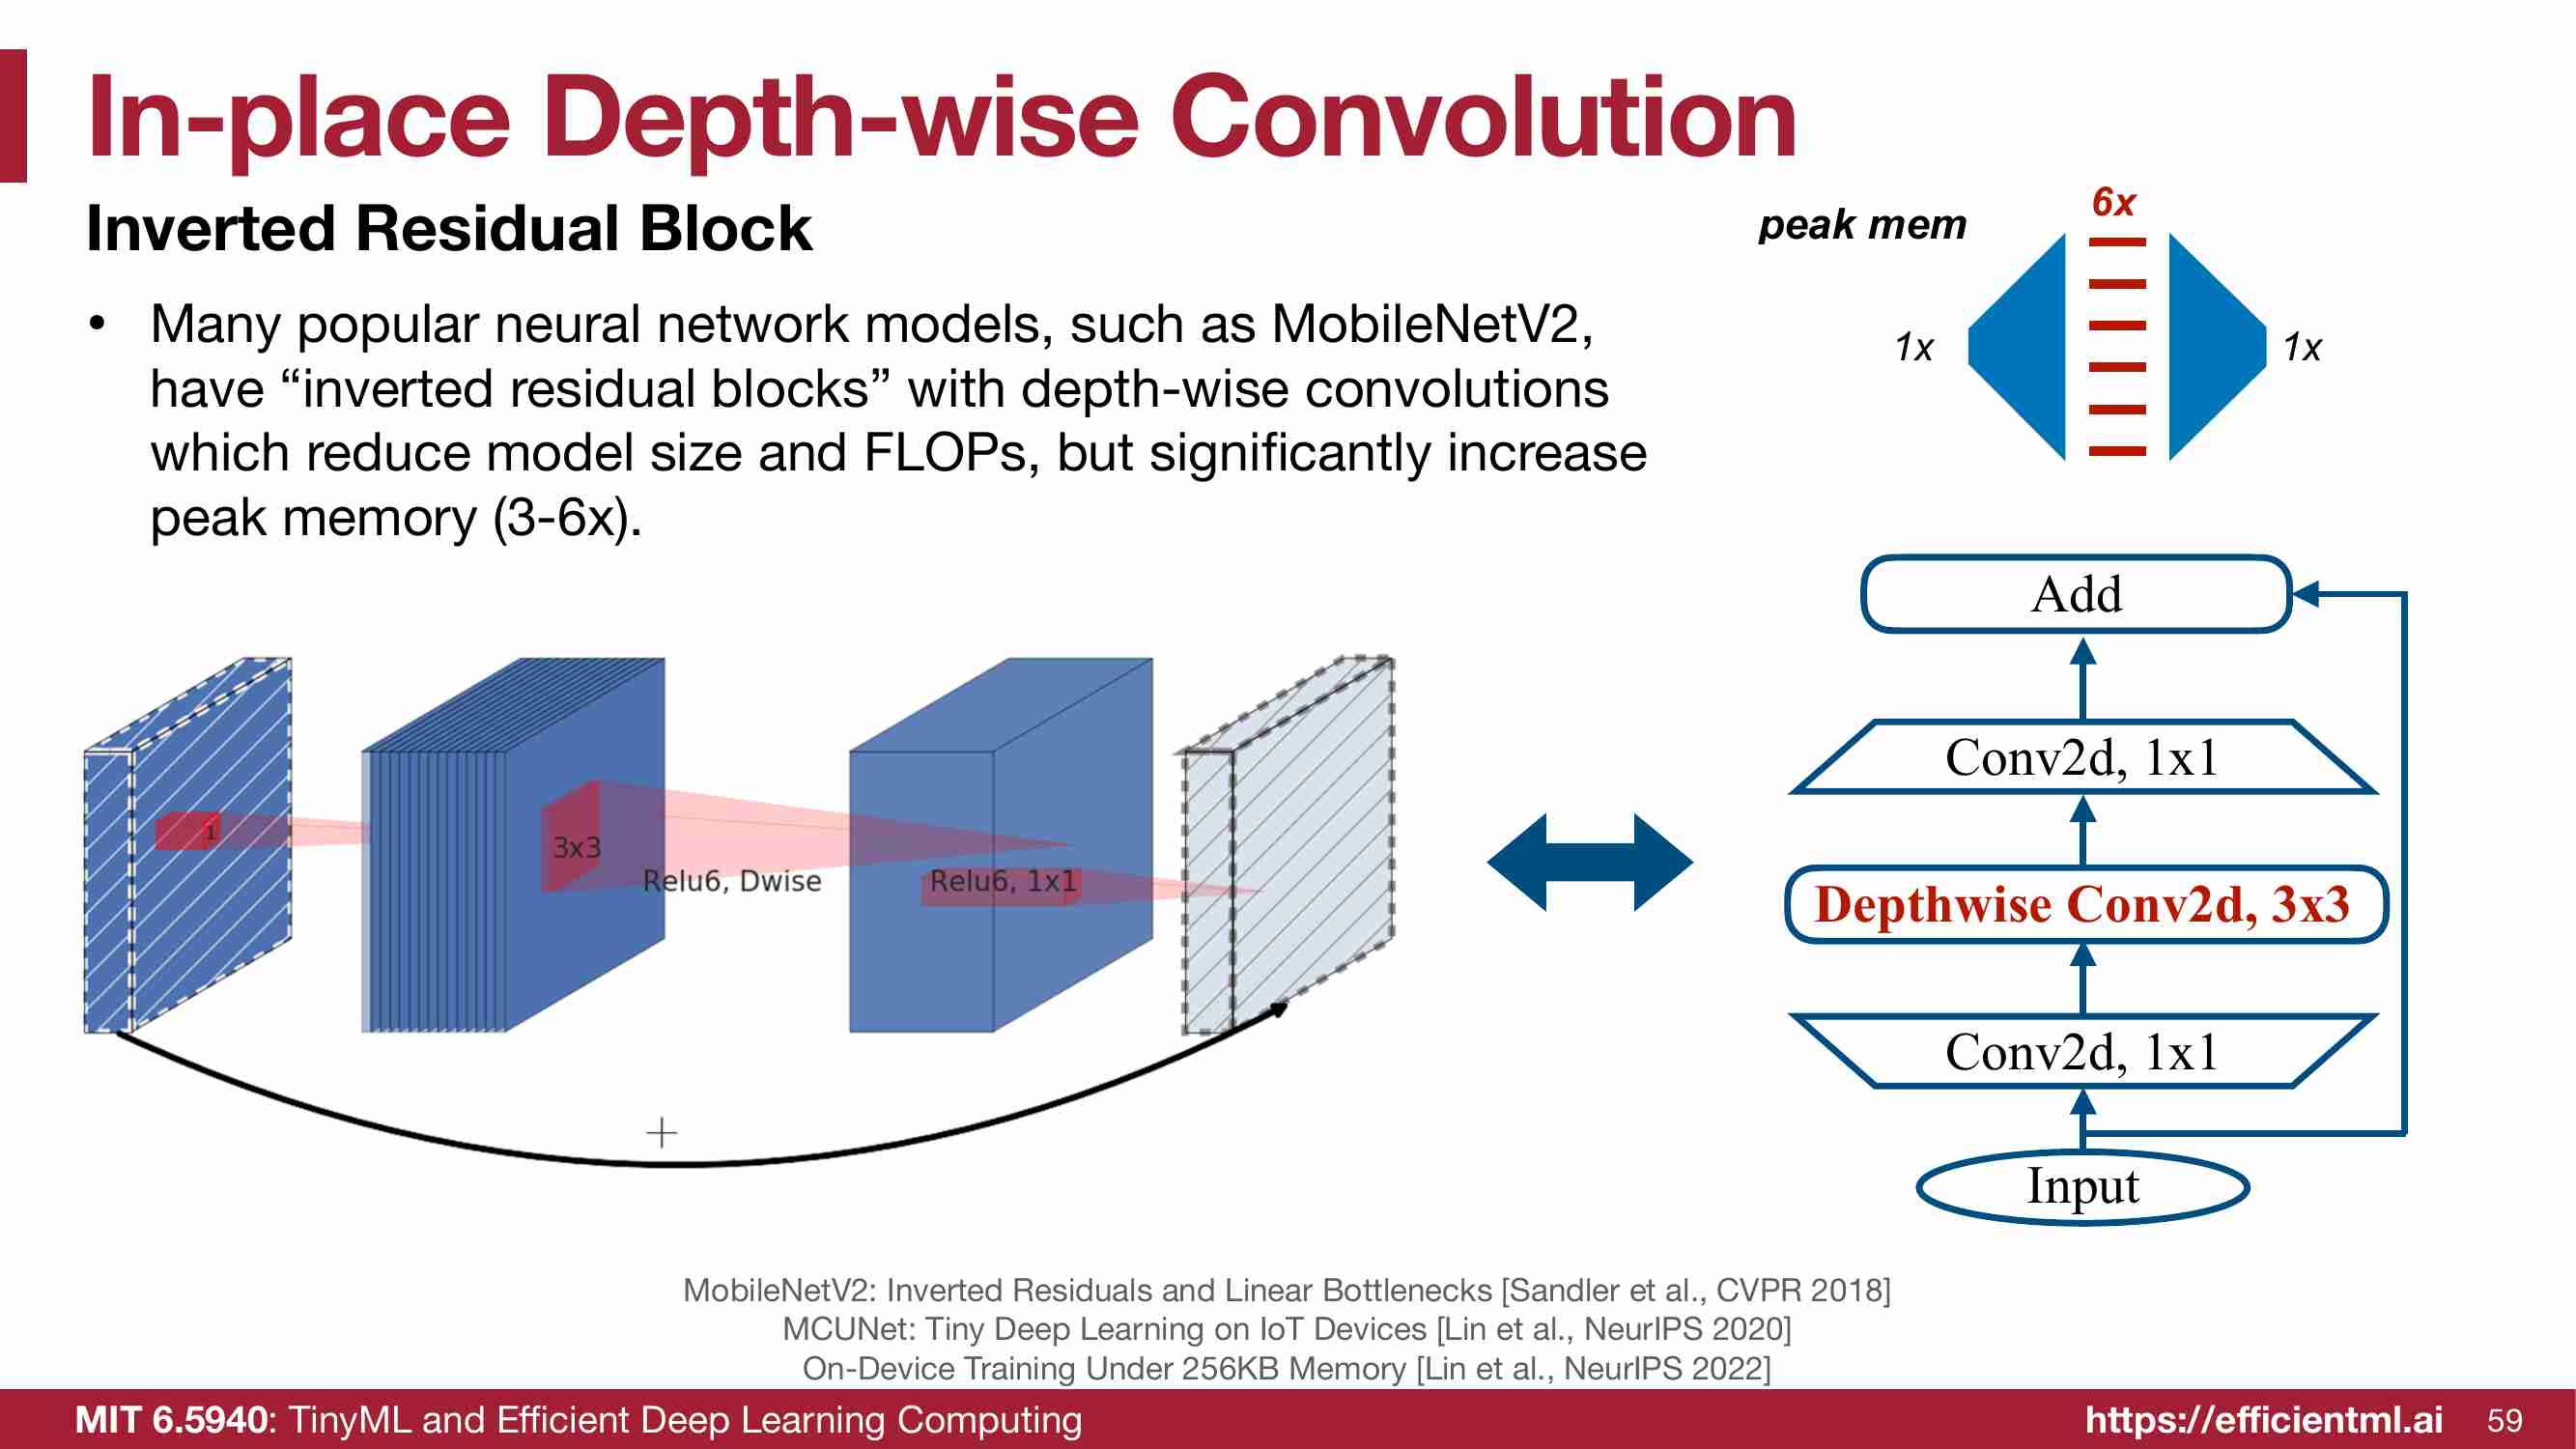 In-place Depth-wise Convolution
Inverted Residual Block
• Many popular neural network models, such as MobileNetV2,
have “inverted residual blocks” with depth-wise convolutions
which reduce model size and FLOPs, but significantly increase
peak memory (3-6x).
peak mem
6x
1x
1x
1
3x3
Relu6, Dwise
Relu6, 1x1
+
Add
Conv2d, 1x1
Depthwise Conv2d, 3x3
Conv2d, 1x1
Input
MobileNetV2: Inverted Residuals and Linear Bottlenecks [Sandler et al., CVPR 2018]
MCUNet: Tiny Deep Learning on IoT Devices [Lin et al., NeurIPS 2020]
On-Device Training Under 256KB Memory [Lin et al., NeurIPS 2022]
MIT 6.5940: TinyML and Efficient Deep Learning Computing
https://efficientml.ai
59